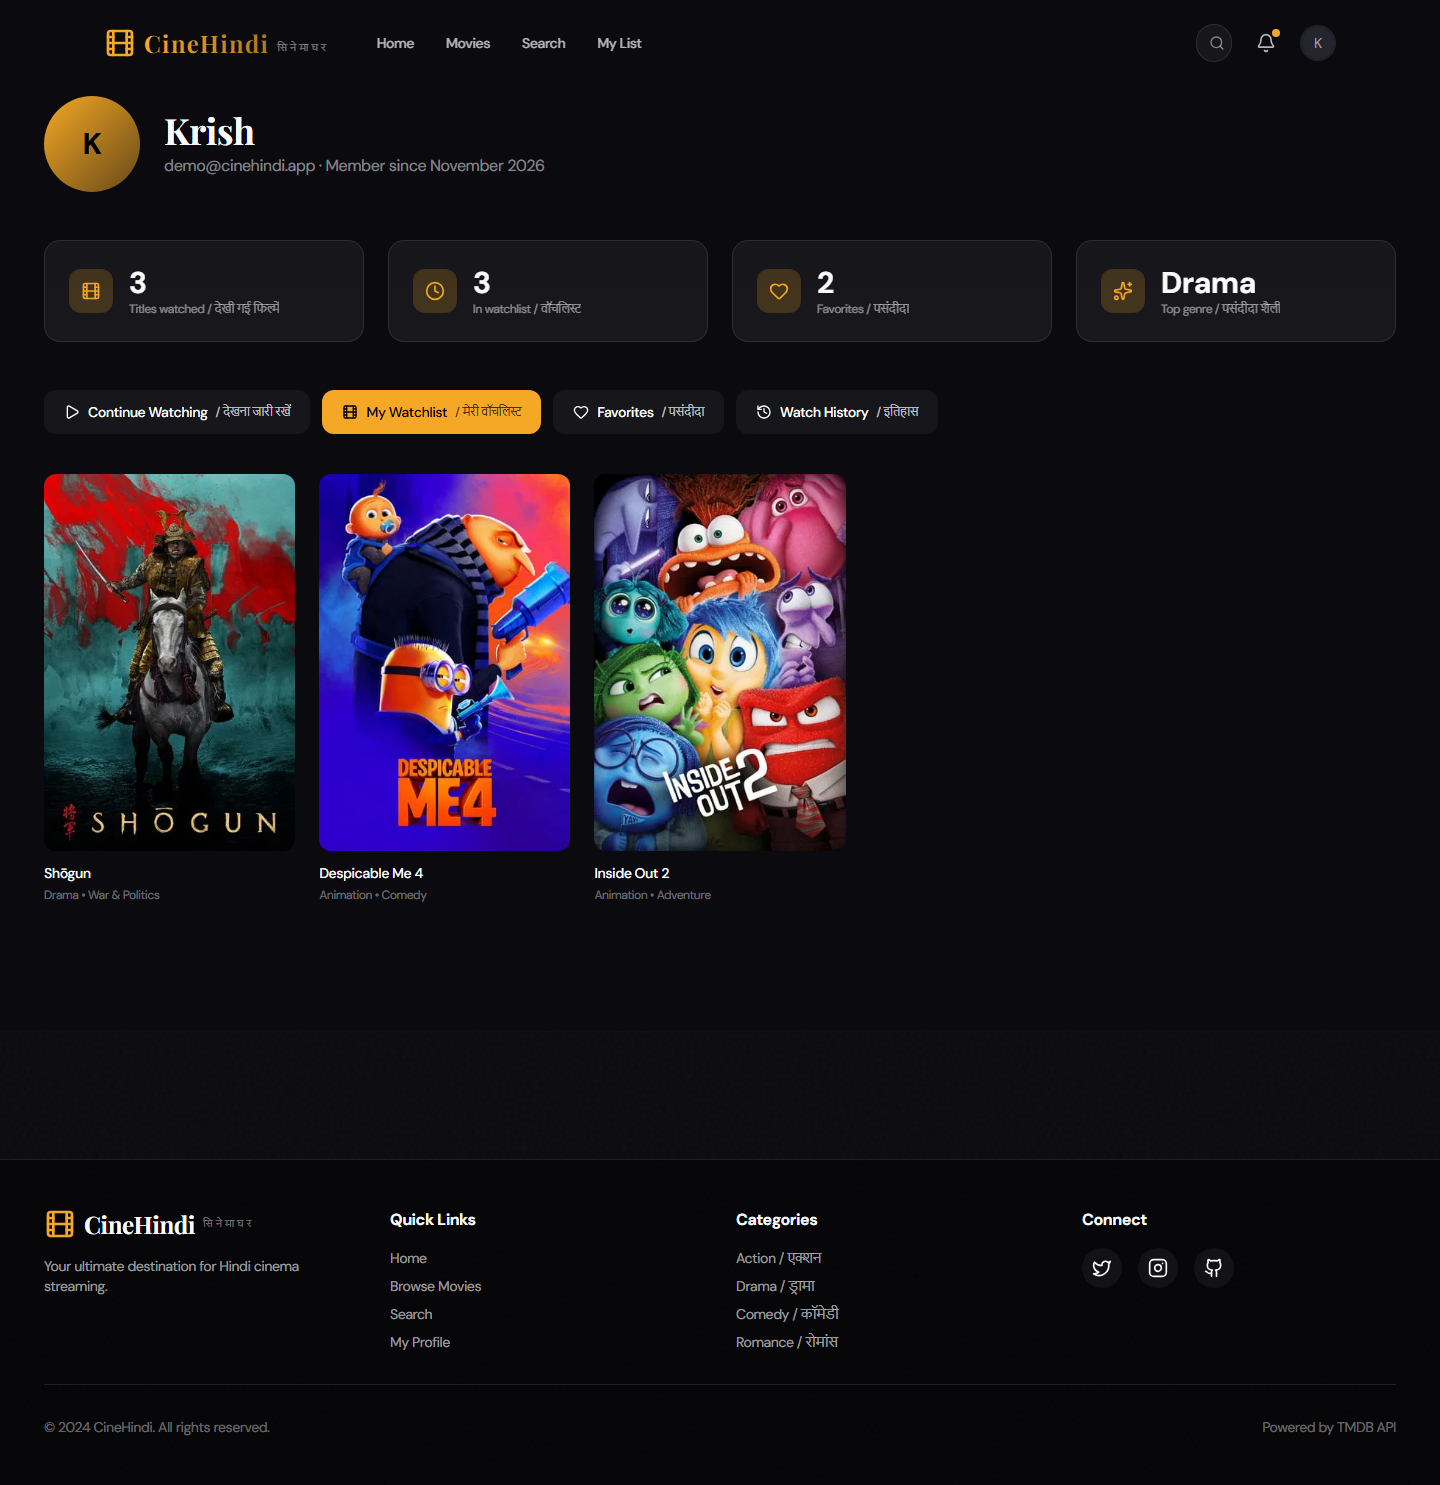 CineHindi सिनेमाघर Home Movies Search My List K
K
Krish
demo@cinehindi.app · Member since November 2026
3
Titles watched / देखी गई फिल्में
3
In watchlist / वॉचलिस्ट
2
Favorites / पसंदीदा
Drama
Top genre / पसंदीदा शैली
Continue Watching / देखना जारी रखें
My Watchlist / मेरी वॉचलिस्ट
Favorites / पसंदीदा
Watch History / इतिहास
将軍 SHŌGUN
DESPICABLE
ME4
INSIDE
OUT 2
Shōgun
Drama • War & Politics
Despicable Me 4
Animation • Comedy
Inside Out 2
Animation • Adventure
CineHindi सिनेमाघर
Your ultimate destination for Hindi cinema
streaming.
Quick Links
Home
Browse Movies
Search
My Profile
Categories
Action / एक्शन
Drama / ड्रामा
Comedy / कॉमेडी
Romance / रोमांस
Connect
© 2024 CineHindi. All rights reserved.
Powered by TMDB API